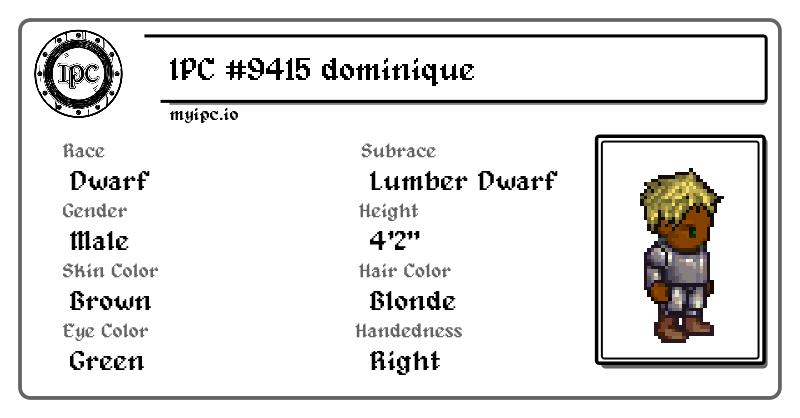 IPC
IPC #9415 dominique
myipc.io
Race
Subrace
Dwarf
Lumber Dwarf
Gender
Height
Male
4'2"
Skin Color
Hair Color
Brown
Blonde
Eye Color
Handedness
Green
Right